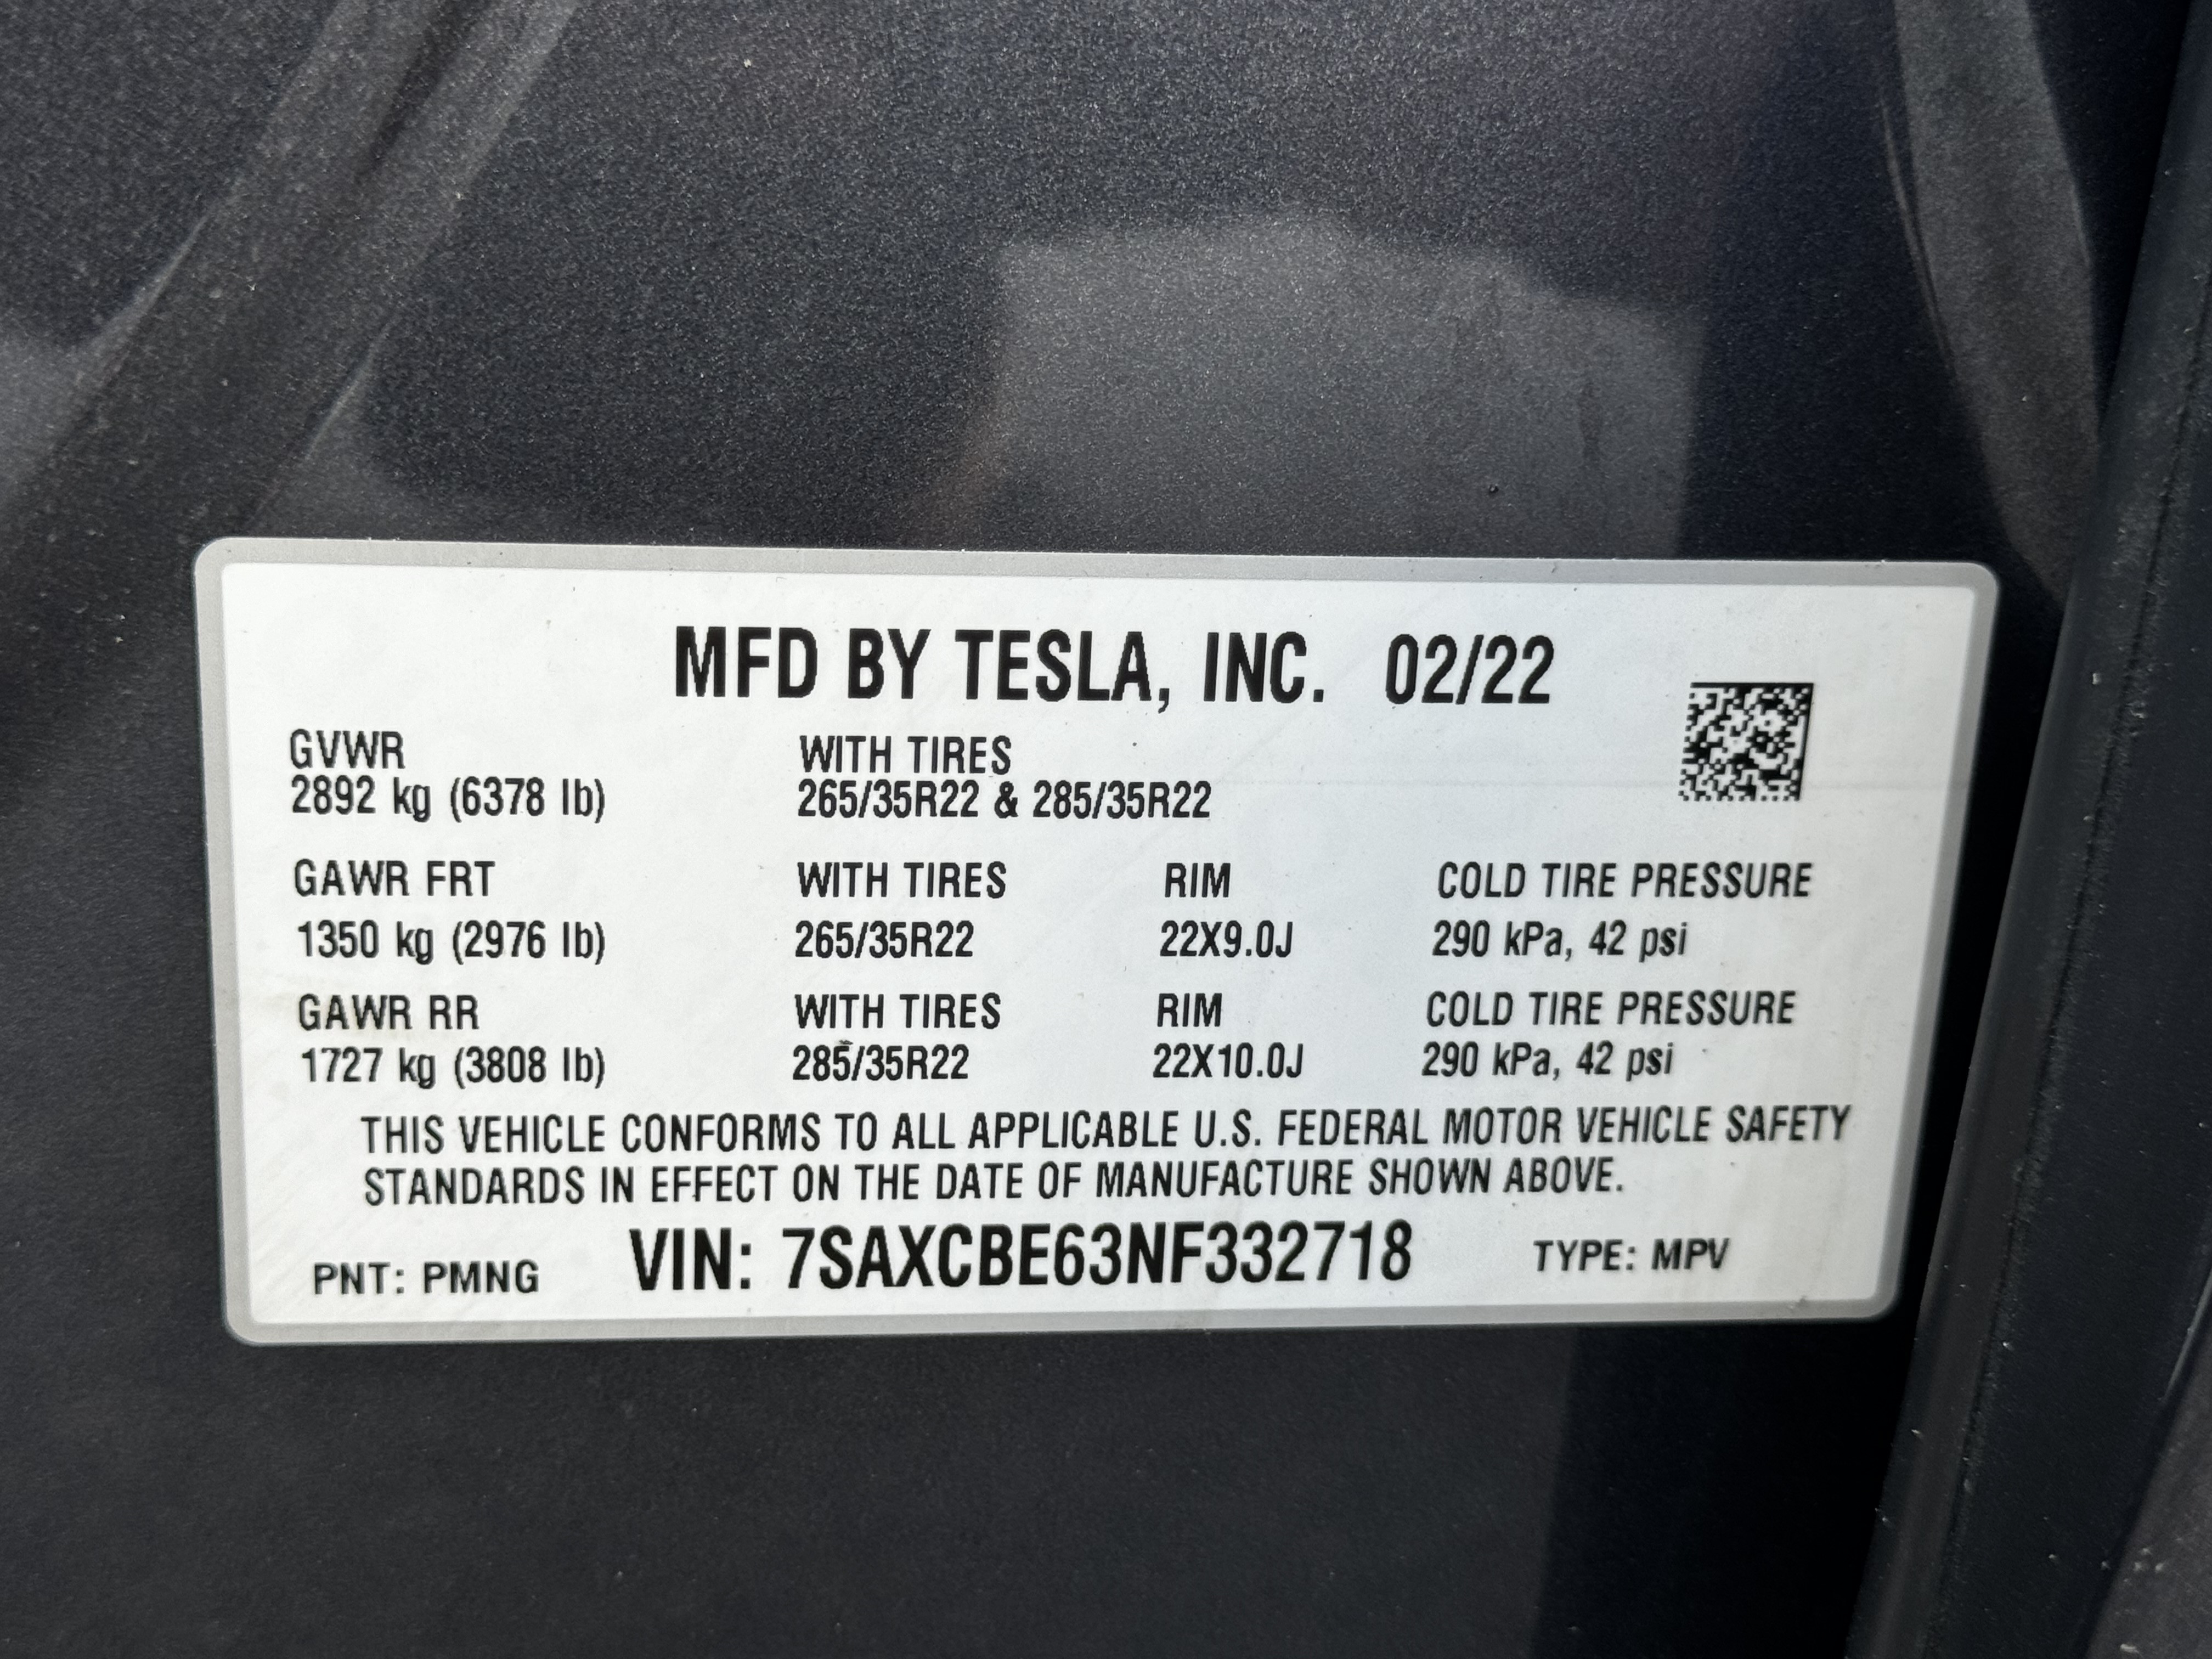 MFD BY TESLA, INC. 02/22
GVWR WITH TIRES
2892 kg (6378 lb) 265/35R22 & 285/35R22
GAWR FRT WITH TIRES RIM COLD TIRE PRESSURE
1350 kg (2976 lb) 265/35R22 22X9.0J 290 kPa, 42 psi
GAWR RR WITH TIRES RIM COLD TIRE PRESSURE
1727 kg (3808 lb) 285/35R22 22X10.0J 290 kPa, 42 psi
THIS VEHICLE CONFORMS TO ALL APPLICABLE U.S. FEDERAL MOTOR VEHICLE SAFETY
STANDARDS IN EFFECT ON THE DATE OF MANUFACTURE SHOWN ABOVE.
PNT: PMNG VIN: 7SAXCBE63NF332718 TYPE: MPV